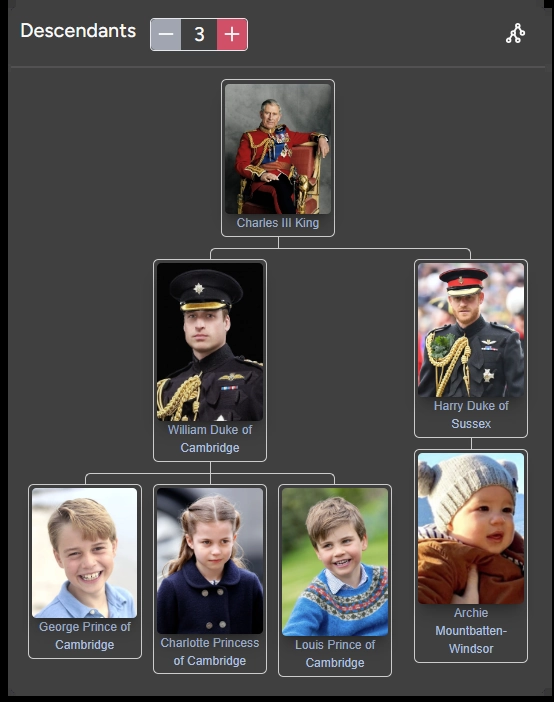 Descendants
3
Charles III King
William Duke of
Cambridge
Harry Duke of
Sussex
George Prince of
Cambridge
Charlotte Princess
of Cambridge
Louis Prince of
Cambridge
Archie
Mountbatten-
Windsor